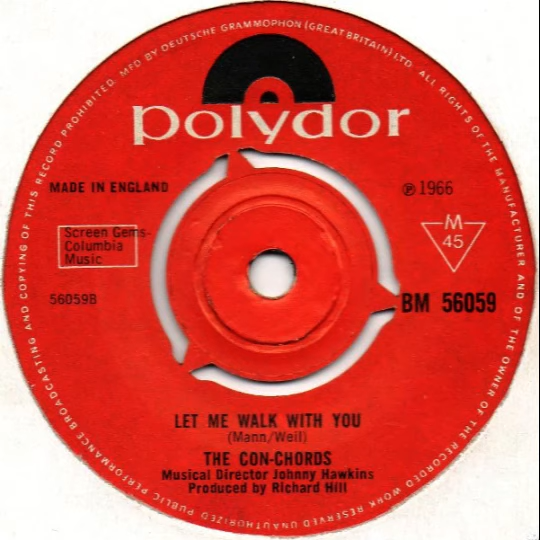 MFD BY DEUTSCHE GRAMMOPHON (GREAT BRITAIN) LTD. ALL RIGHTS OF THE MANUFACTURER AND OF THE OWNER OF THE RECORDED WORK RESERVED UNAUTHORIZED PUBLIC PERFORMANCE BROADCASTING AND COPYING OF THIS RECORD PROHIBITED.
polydor
MADE IN ENGLAND
℗ 1966
Screen Gems-
Columbia
Music
M
45
56059B
BM 56059
LET ME WALK WITH YOU
(Mann/Weil)
THE CON-CHORDS
Musical Director Johnny Hawkins
Produced by Richard Hill